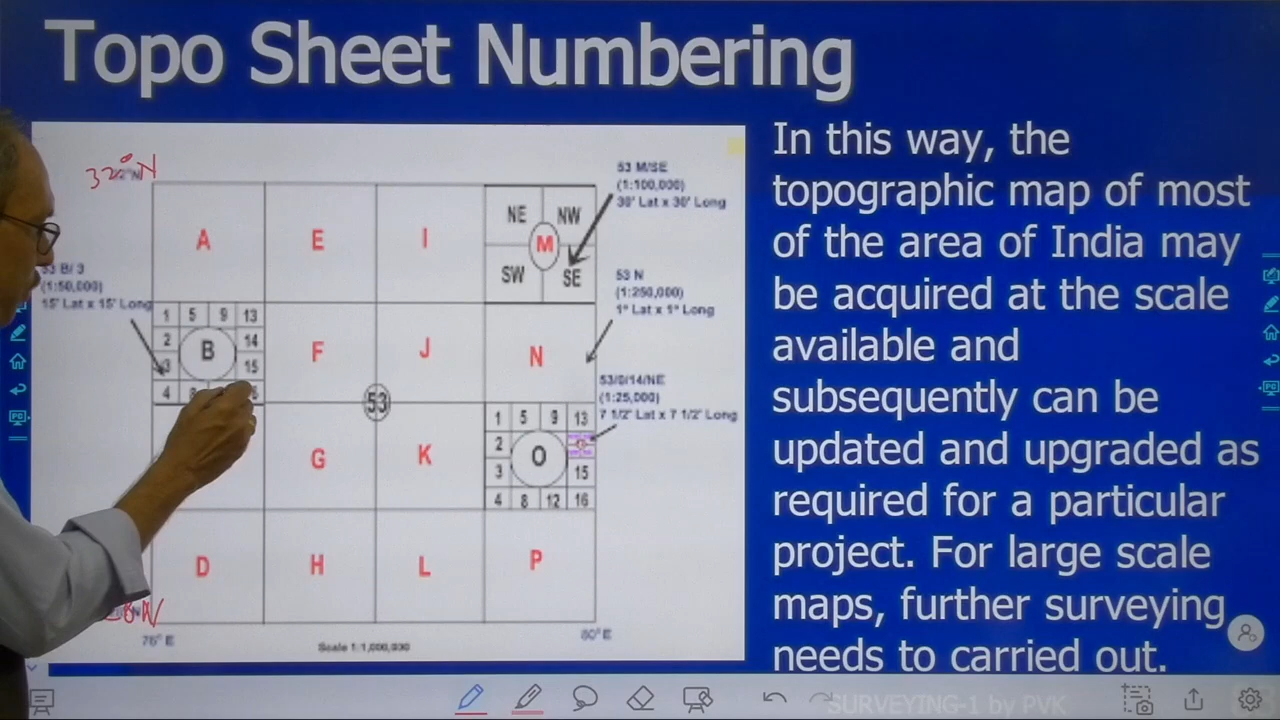 Topo Sheet Numbering
In this way, the
topographic map of most
of the area of India may
be acquired at the scale
available and
subsequently can be
updated and upgraded as
required for a particular
project. For large scale
maps, further surveying
needs to carried out.
32°N
53 M/SE
(1:100,000)
30' Lat x 30' Long
A E I
NE NW
M
SW SE
53 B/ 3
(1:50,000)
15' Lat x 15' Long
53 N
(1:250,000)
1° Lat x 1° Long
1 5 9 13
2 B 14
3 15
4 8
F J N
53
53/0/14/NE
(1:25,000)
7 1/2' Lat x 7 1/2' Long
G K
1 5 9 13
2 O
3 15
4 8 12 16
D H L P
76° E
80° E
Scale 1:1,000,000
SURVEYING-1 by PVK